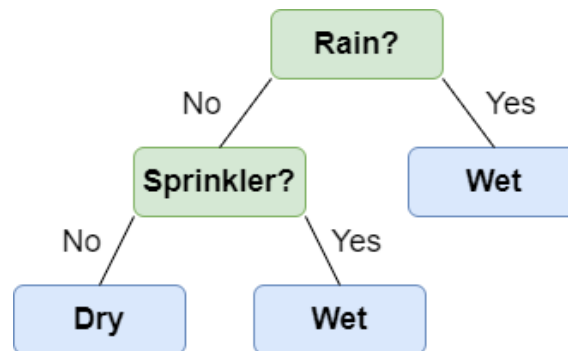 Rain?
No
Yes
Sprinkler?
Wet
No
Yes
Dry
Wet